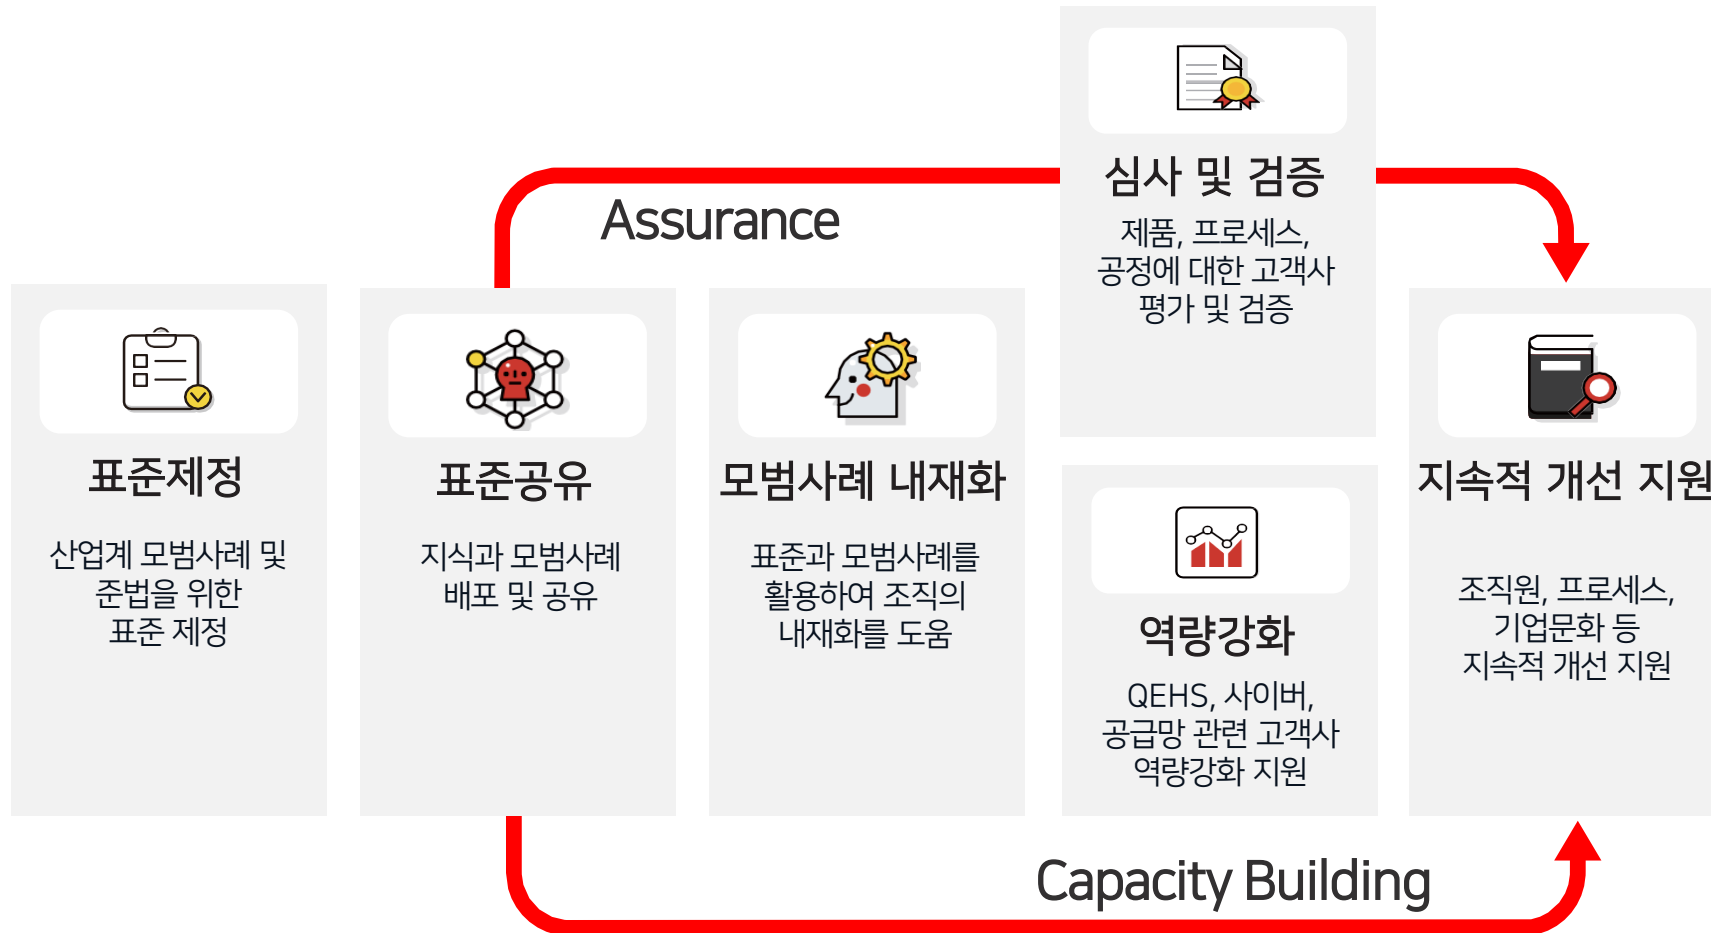 표준제정
산업계 모범사례 및
준법을 위한
표준 제정
표준공유
지식과 모범사례
배포 및 공유
Assurance
모범사례 내재화
표준과 모범사례를
활용하여 조직의
내재화를 도움
심사 및 검증
제품, 프로세스,
공정에 대한 고객사
평가 및 검증
역량강화
QEHS, 사이버,
공급망 관련 고객사
역량강화 지원
Capacity Building
지속적 개선 지원
조직원, 프로세스,
기업문화 등
지속적 개선 지원